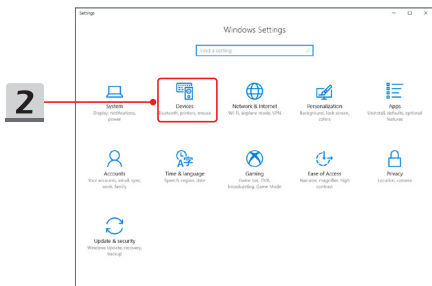 Settings
Windows Settings
Find a setting
2
System
Display, notifications,
power
Devices
Bluetooth, printers, mouse
Network & Internet
Wi-Fi, airplane mode, VPN
Personalization
Background, lock screen,
colors
Apps
Uninstall, defaults, optional
features
Accounts
Your accounts, email, sync,
work, family
Time & language
Speech, region, date
Gaming
Game bar, DVR,
broadcasting, Game Mode
Ease of Access
Narrator, magnifier, high
contrast
Privacy
Location, camera
Update & security
Windows Update, recovery,
backup